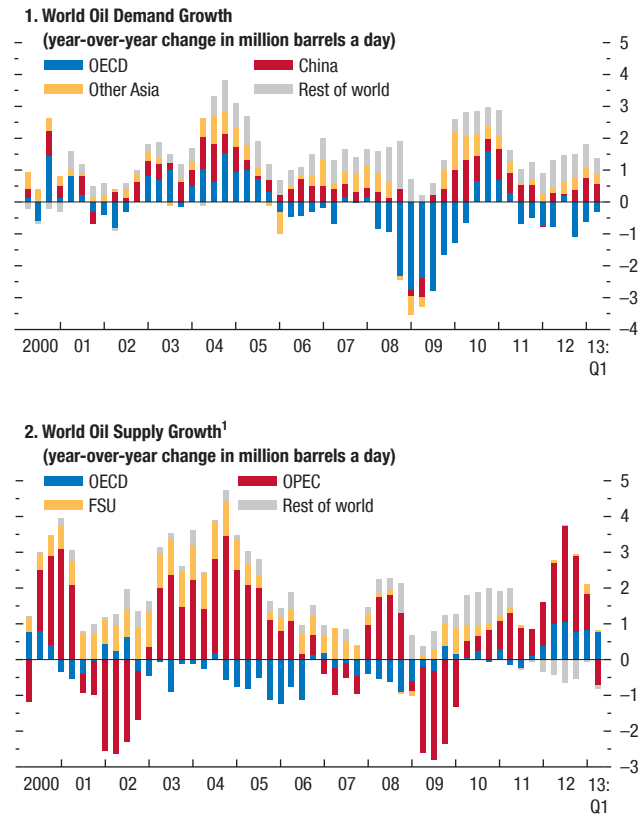 1. World Oil Demand Growth
(year-over-year change in million barrels a day)
OECD China
Other Asia Rest of world
5
4
3
2
1
0
−1
−2
−3
−4
2000 01 02 03 04 05 06 07 08 09 10 11 12 13:
Q1
2. World Oil Supply Growth¹
(year-over-year change in million barrels a day)
OECD OPEC
FSU Rest of world
5
4
3
2
1
0
−1
−2
−3
2000 01 02 03 04 05 06 07 08 09 10 11 12 13:
Q1